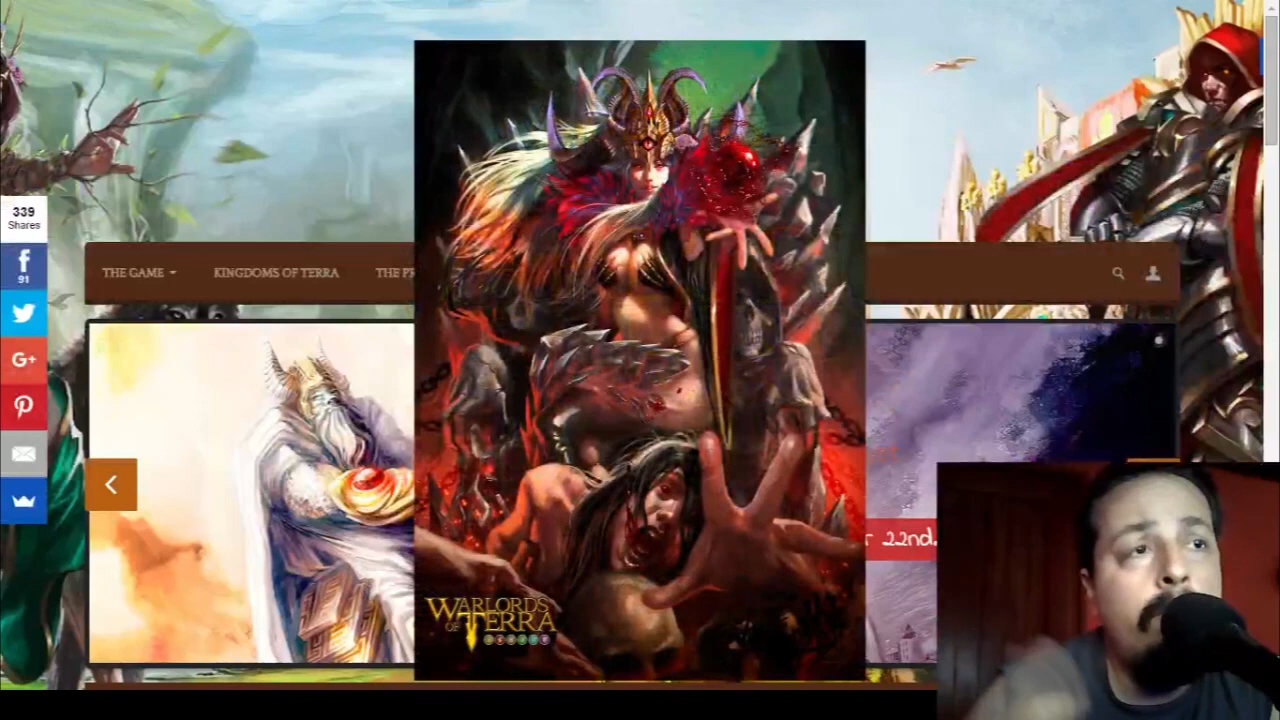 339
Shares
91
G+
THE GAME
KINGDOMS OF TERRA
THE PR
22nd.
WARLORDS
OF TERRA